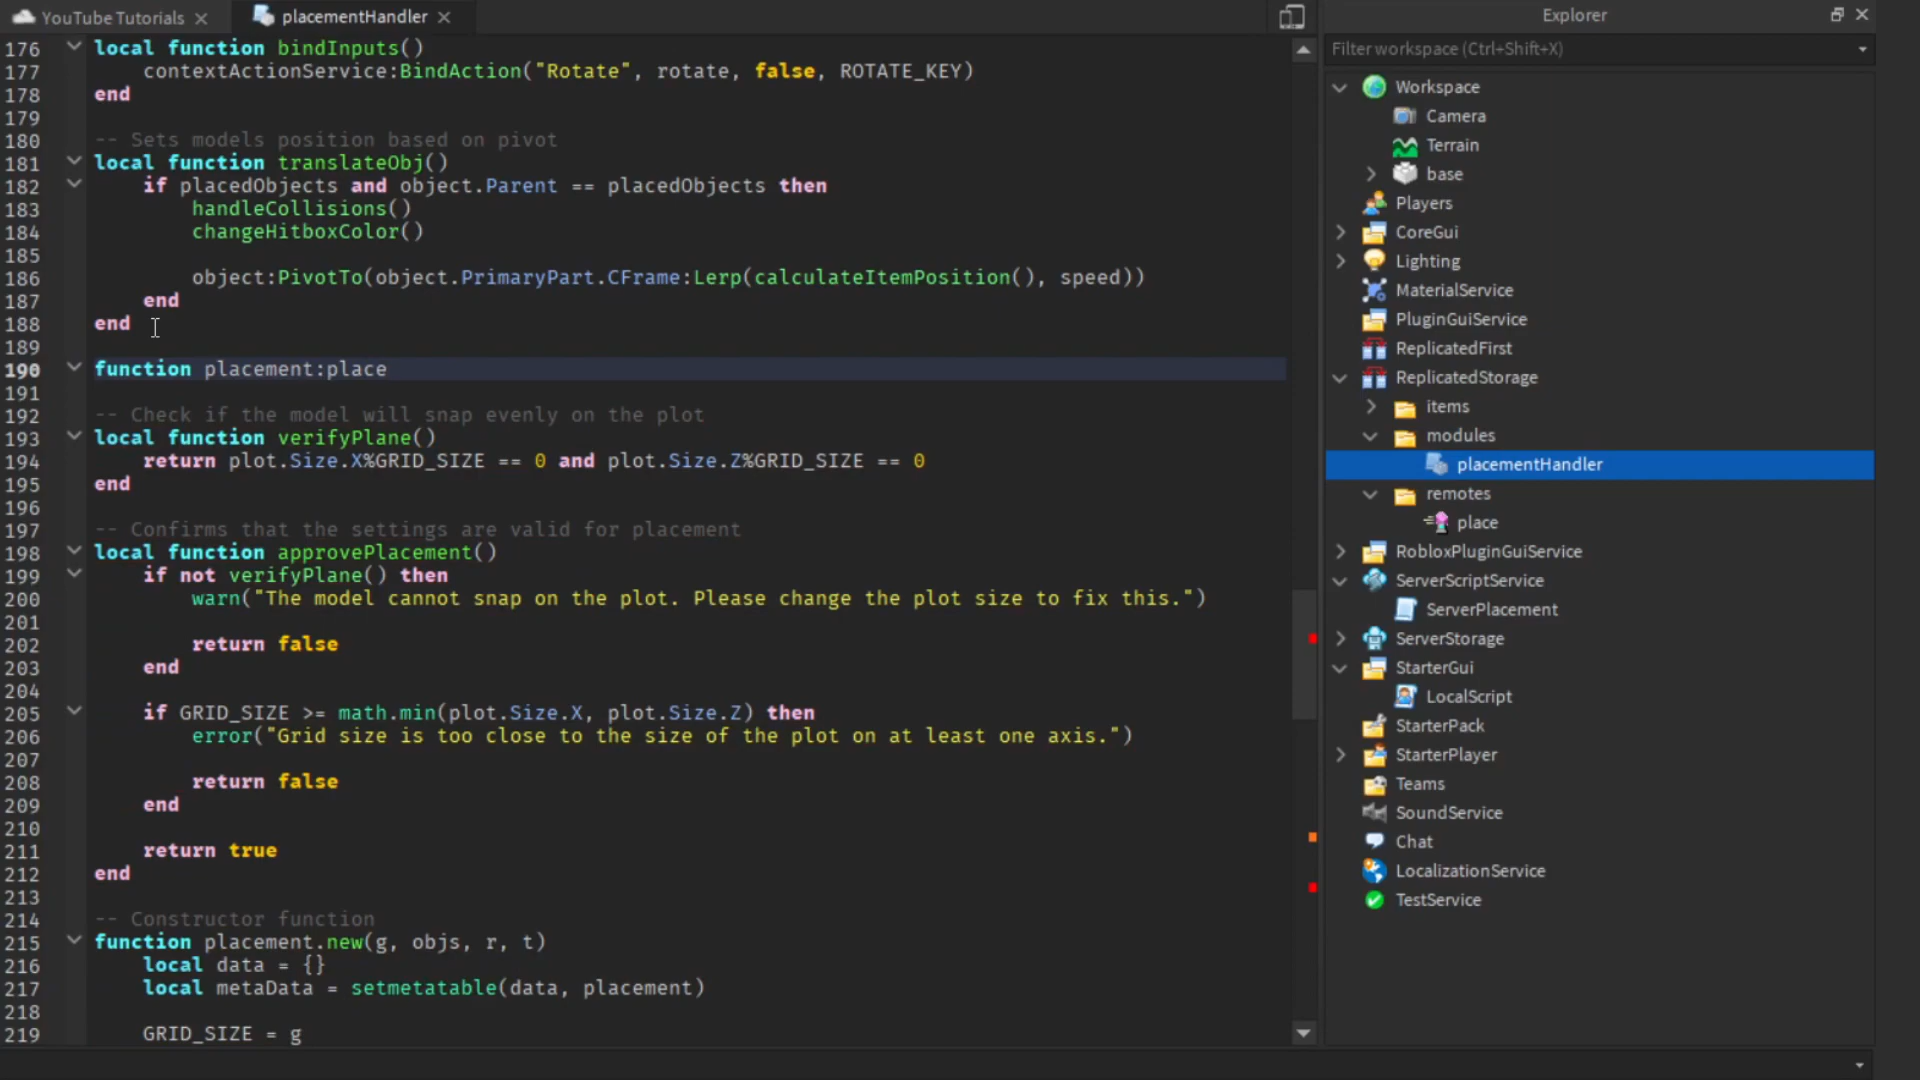 YouTube Tutorials
placementHandler
176 local function bindInputs()
177 contextActionService:BindAction("Rotate", rotate, false, ROTATE_KEY)
178 end
179
180 -- Sets models position based on pivot
181 local function translateObj()
182 if placedObjects and object.Parent == placedObjects then
183 handleCollisions()
184 changeHitboxColor()
185
186 object:PivotTo(object.PrimaryPart.CFrame:Lerp(calculateItemPosition(), speed))
187 end
188 end
189
190 function placement:place
191
192 -- Check if the model will snap evenly on the plot
193 local function verifyPlane()
194 return plot.Size.X%GRID_SIZE == 0 and plot.Size.Z%GRID_SIZE == 0
195 end
196
197 -- Confirms that the settings are valid for placement
198 local function approvePlacement()
199 if not verifyPlane() then
200 warn("The model cannot snap on the plot. Please change the plot size to fix this.")
201
202 return false
203 end
204
205 if GRID_SIZE >= math.min(plot.Size.X, plot.Size.Z) then
206 error("Grid size is too close to the size of the plot on at least one axis.")
207
208 return false
209 end
210
211 return true
212 end
213
214 -- Constructor function
215 function placement.new(g, objs, r, t)
216 local data = {}
217 local metaData = setmetatable(data, placement)
218
219 GRID_SIZE = g
Explorer
Filter workspace (Ctrl+Shift+X)
Workspace
Camera
Terrain
base
Players
CoreGui
Lighting
MaterialService
PluginGuiService
ReplicatedFirst
ReplicatedStorage
items
modules
placementHandler
remotes
place
RobloxPluginGuiService
ServerScriptService
ServerPlacement
ServerStorage
StarterGui
LocalScript
StarterPack
StarterPlayer
Teams
SoundService
Chat
LocalizationService
TestService